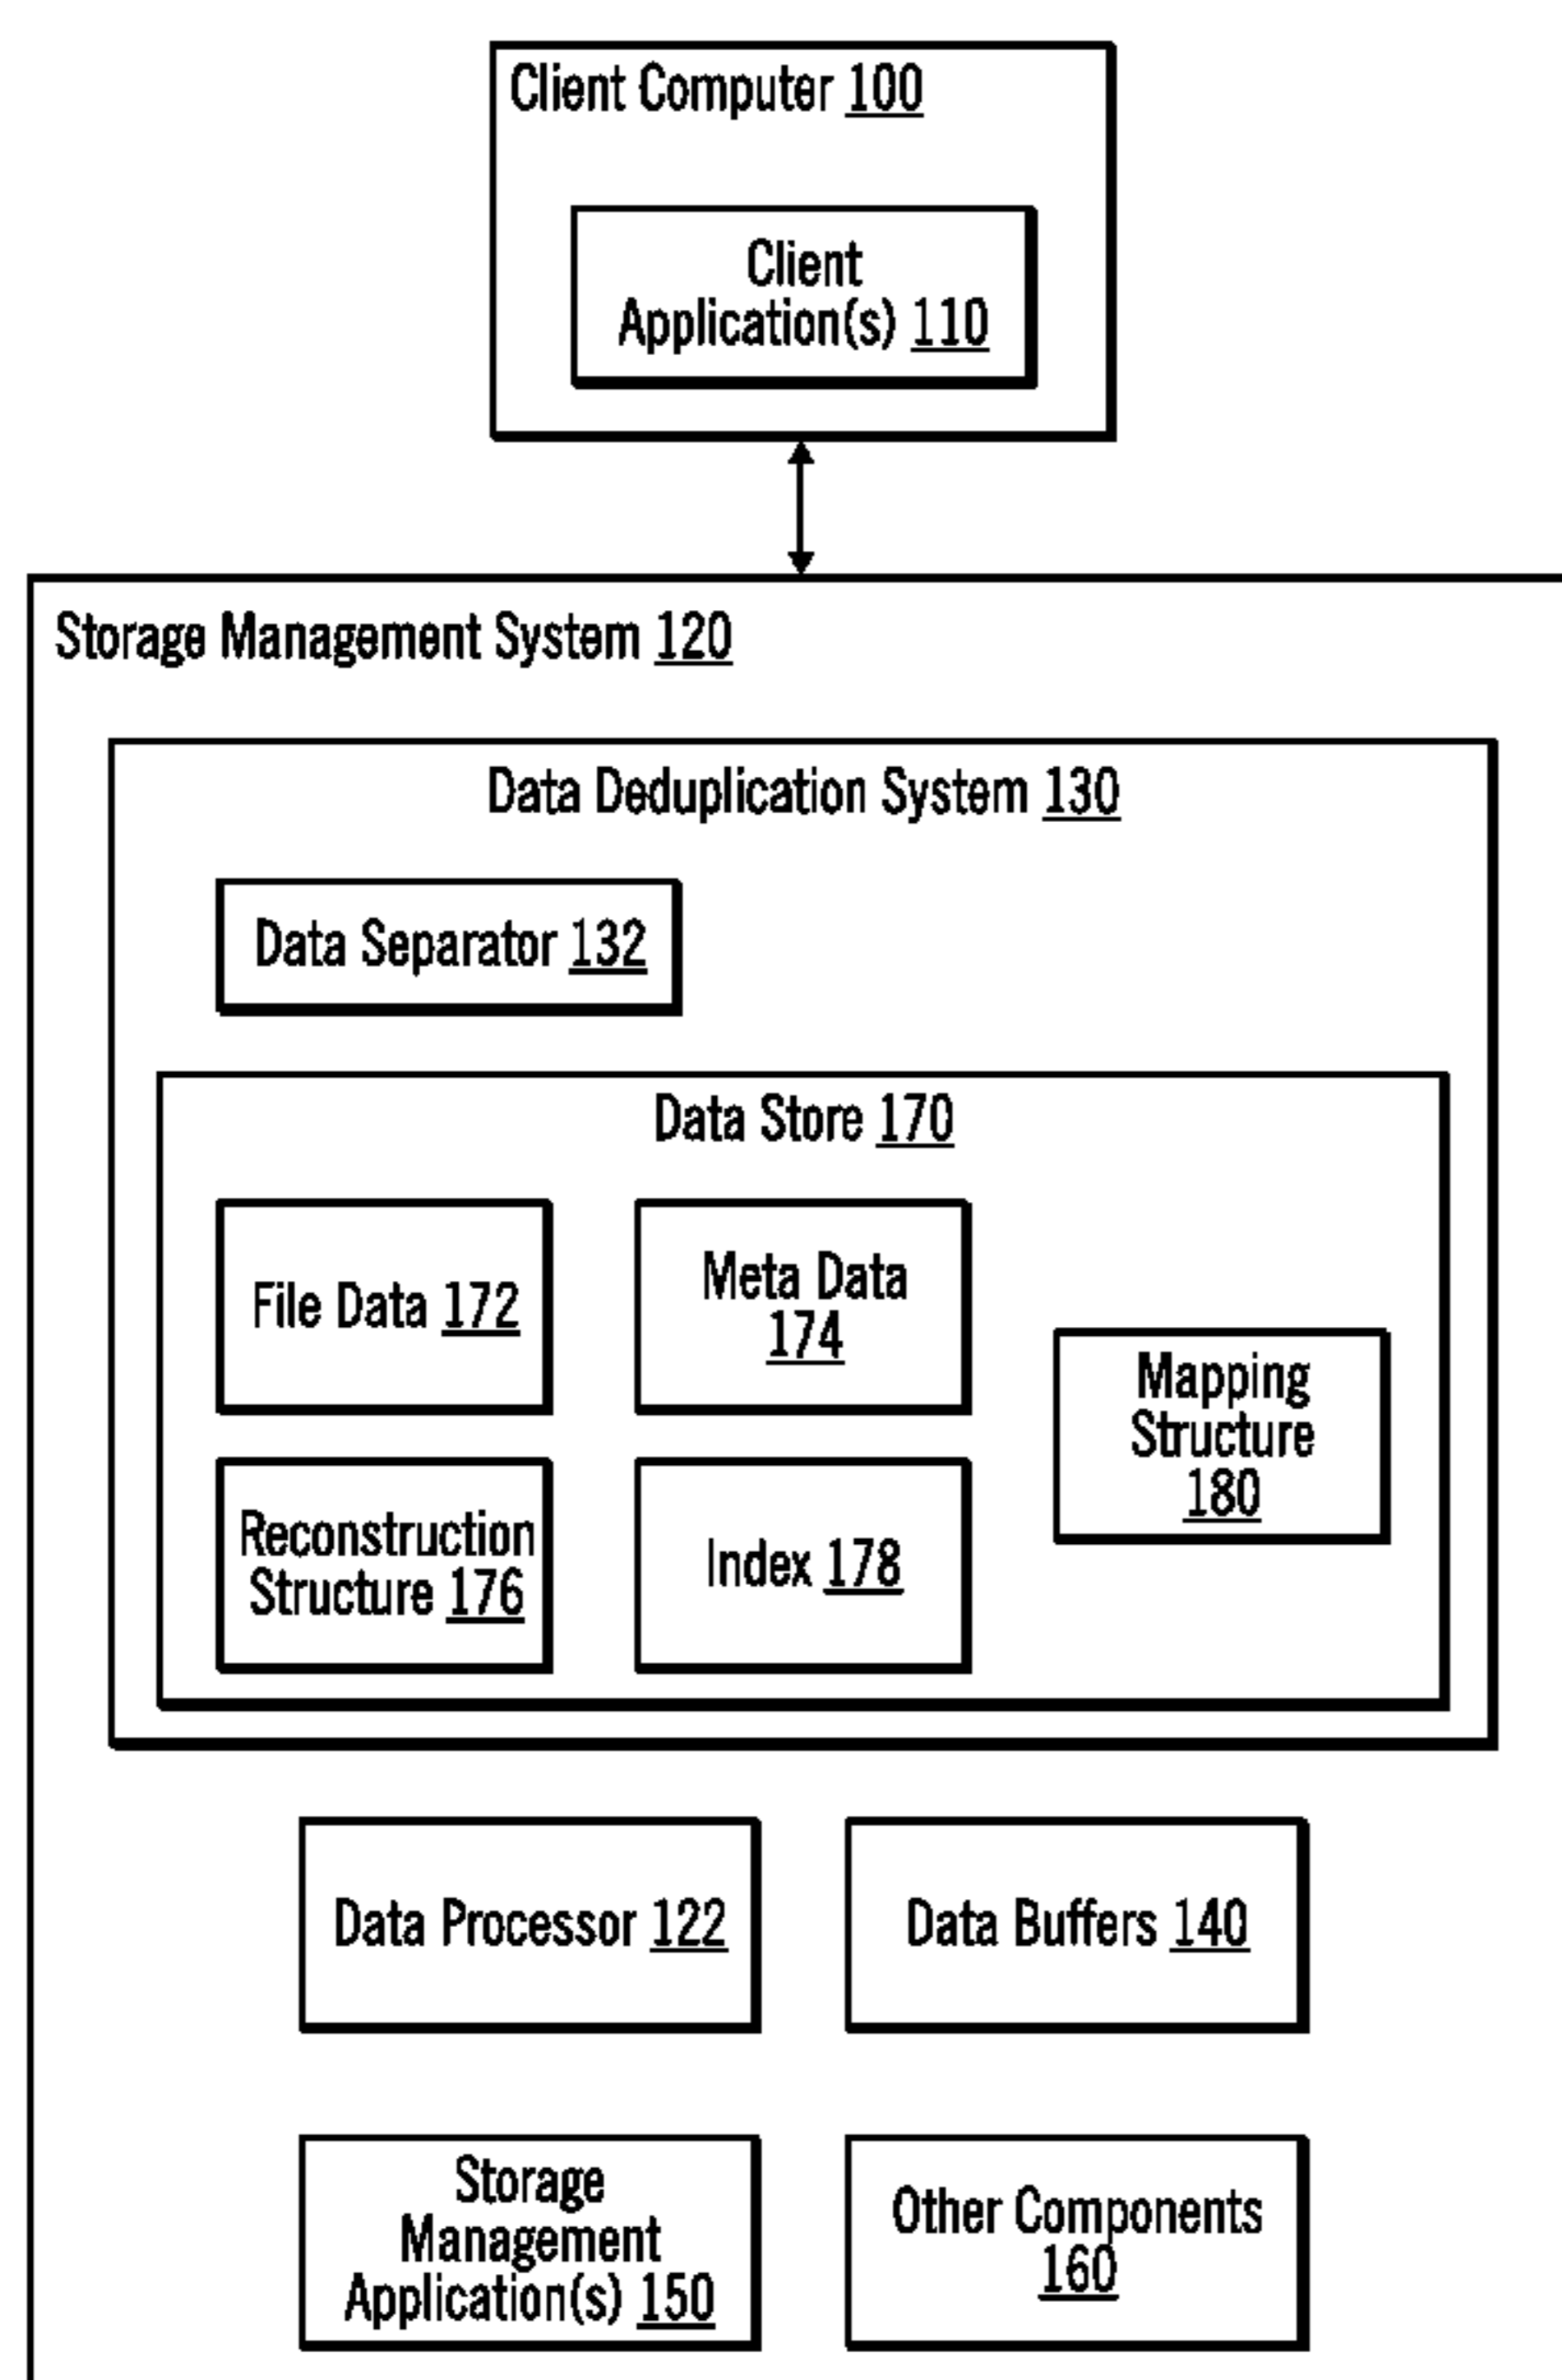 Client Computer 100
Client
Application(s) 110
Storage Management System 120
Data Deduplication System 130
Data Separator 132
Data Store 170
File Data 172
Meta Data
174
Mapping
Structure
180
Reconstruction
Structure 176
Index 178
Data Processor 122
Data Buffers 140
Storage
Management
Application(s) 150
Other Components
160